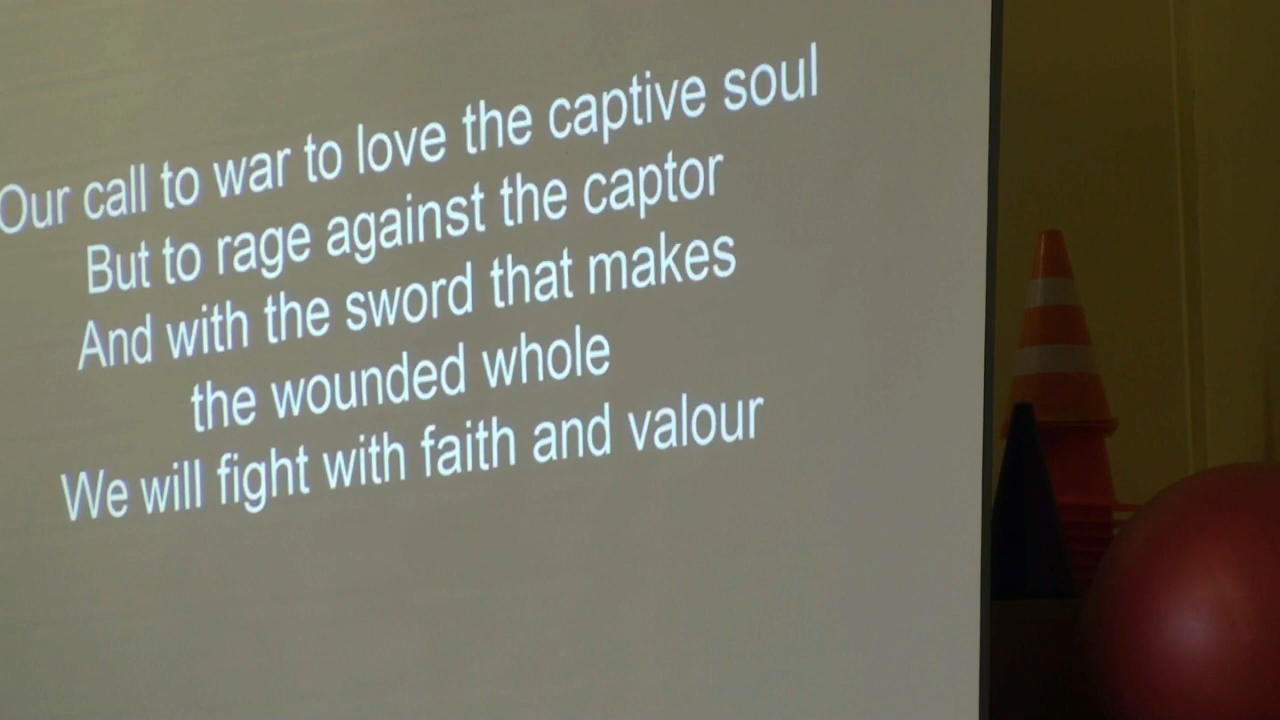 Our call to war to love the captive soul
But to rage against the captor
And with the sword that makes
the wounded whole
We will fight with faith and valour